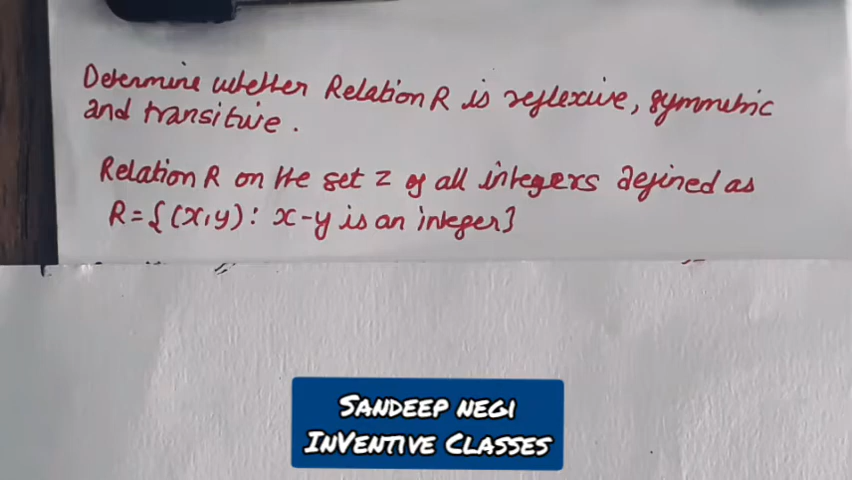 Determine whether Relation R is reflexive, symmetric
and transitive.
Relation R on the set Z of all integers defined as
R = {(x,y): x-y is an integer}
SANDEEP NEGI
INVENTIVE CLASSES